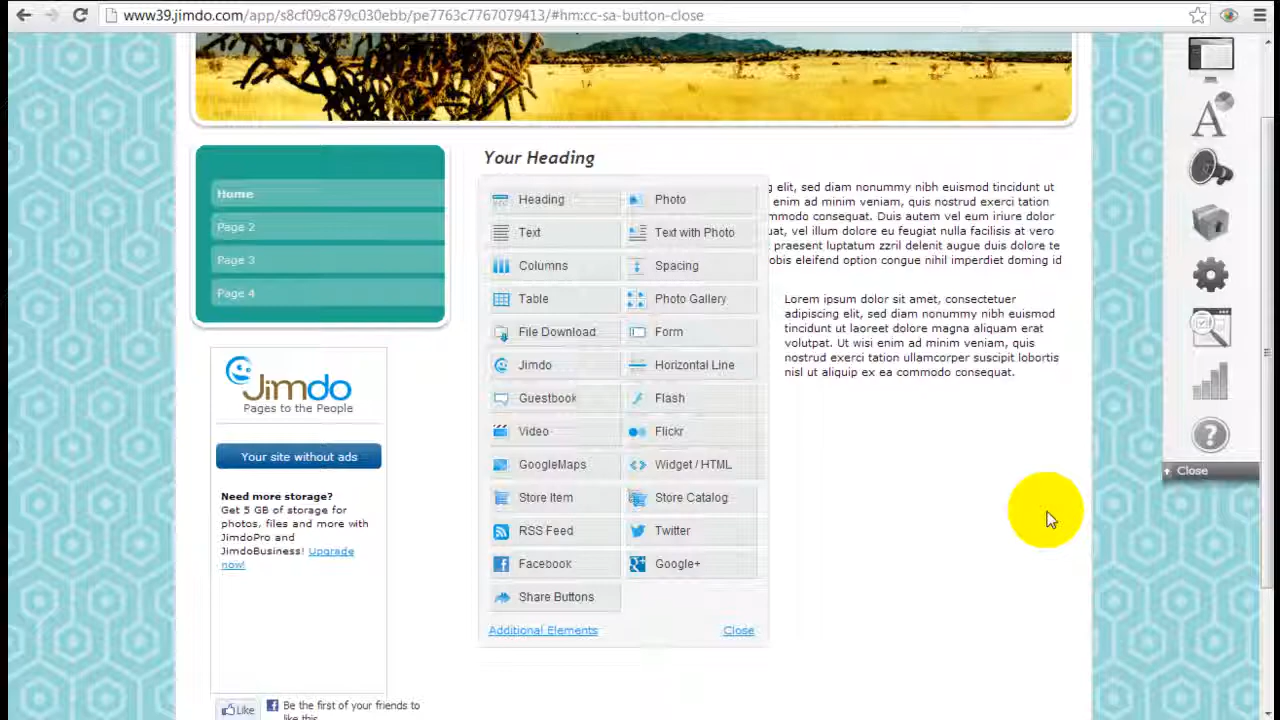 www39.jimdo.com/app/s8cf09c879c030ebb/pe7763c7767079413/#hm:cc-sa-button-close
Home
Page 2
Page 3
Page 4
Jimdo
Pages to the People
Your site without ads
Need more storage?
Get 5 GB of storage for
photos, files and more with
JimdoPro and
JimdoBusiness! Upgrade
now!
Like
Be the first of your friends to
like this
Your Heading
Heading
Photo
Text
Text with Photo
Columns
Spacing
Table
Photo Gallery
File Download
Form
Jimdo
Horizontal Line
Guestbook
Flash
Video
Flickr
GoogleMaps
Widget / HTML
Store Item
Store Catalog
RSS Feed
Twitter
Facebook
Google+
Share Buttons
Additional Elements
Close
elit, sed diam nonummy nibh euismod tincidunt ut
enim ad minim veniam, quis nostrud exerci tation
mmodo consequat. Duis autem vel eum iriure dolor
uat, vel illum dolore eu feugiat nulla facilisis at vero
praesent luptatum zzril delenit augue duis dolore te
obis eleifend option congue nihil imperdiet doming id
Lorem ipsum dolor sit amet, consectetuer
adipiscing elit, sed diam nonummy nibh euismod
tincidunt ut laoreet dolore magna aliquam erat
volutpat. Ut wisi enim ad minim veniam, quis
nostrud exerci tation ullamcorper suscipit lobortis
nisl ut aliquip ex ea commodo consequat.
A
?
Close